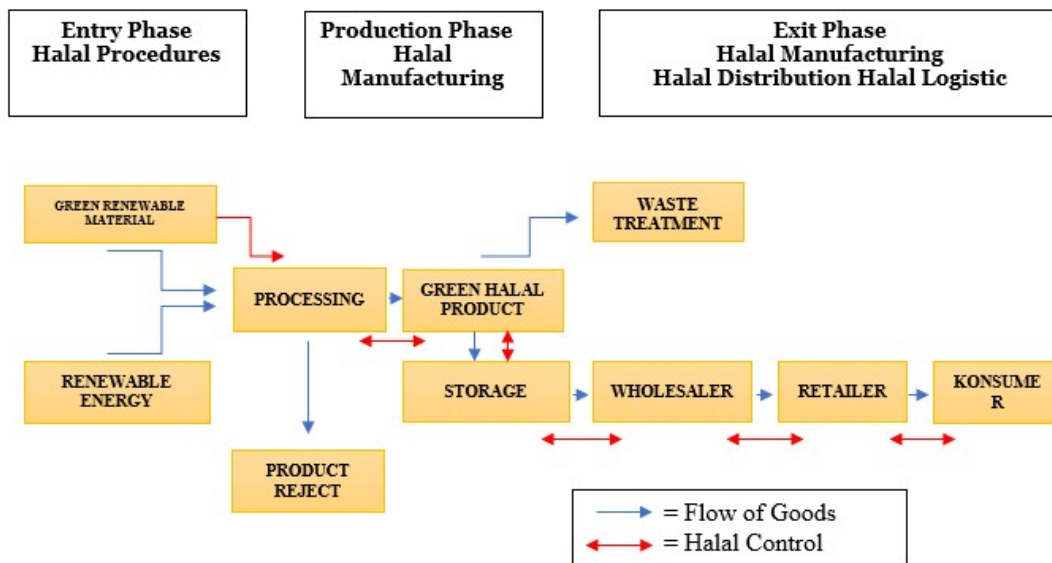 Entry Phase
Halal Procedures
Production Phase
Halal
Manufacturing
Exit Phase
Halal Manufacturing
Halal Distribution Halal Logistic
GREEN RENEWABLE
MATERIAL
WASTE
TREATMENT
PROCESSING
GREEN HALAL
PRODUCT
RENEWABLE
ENERGY
STORAGE
WHOLESALER
RETAILER
KONSUME
R
PRODUCT
REJECT
= Flow of Goods
= Halal Control